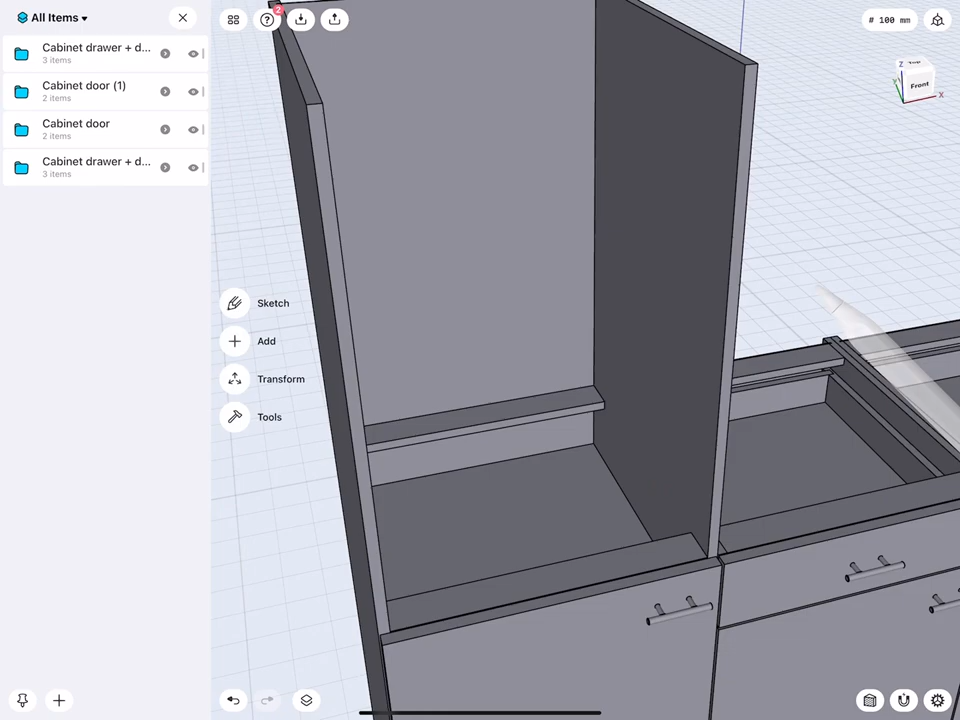 All Items
2
# 100 mm
Cabinet drawer + d...
3 items
Cabinet door (1)
2 items
Cabinet door
2 items
Cabinet drawer + d...
3 items
Z
Top
Y
Front
X
Sketch
Add
Transform
Tools